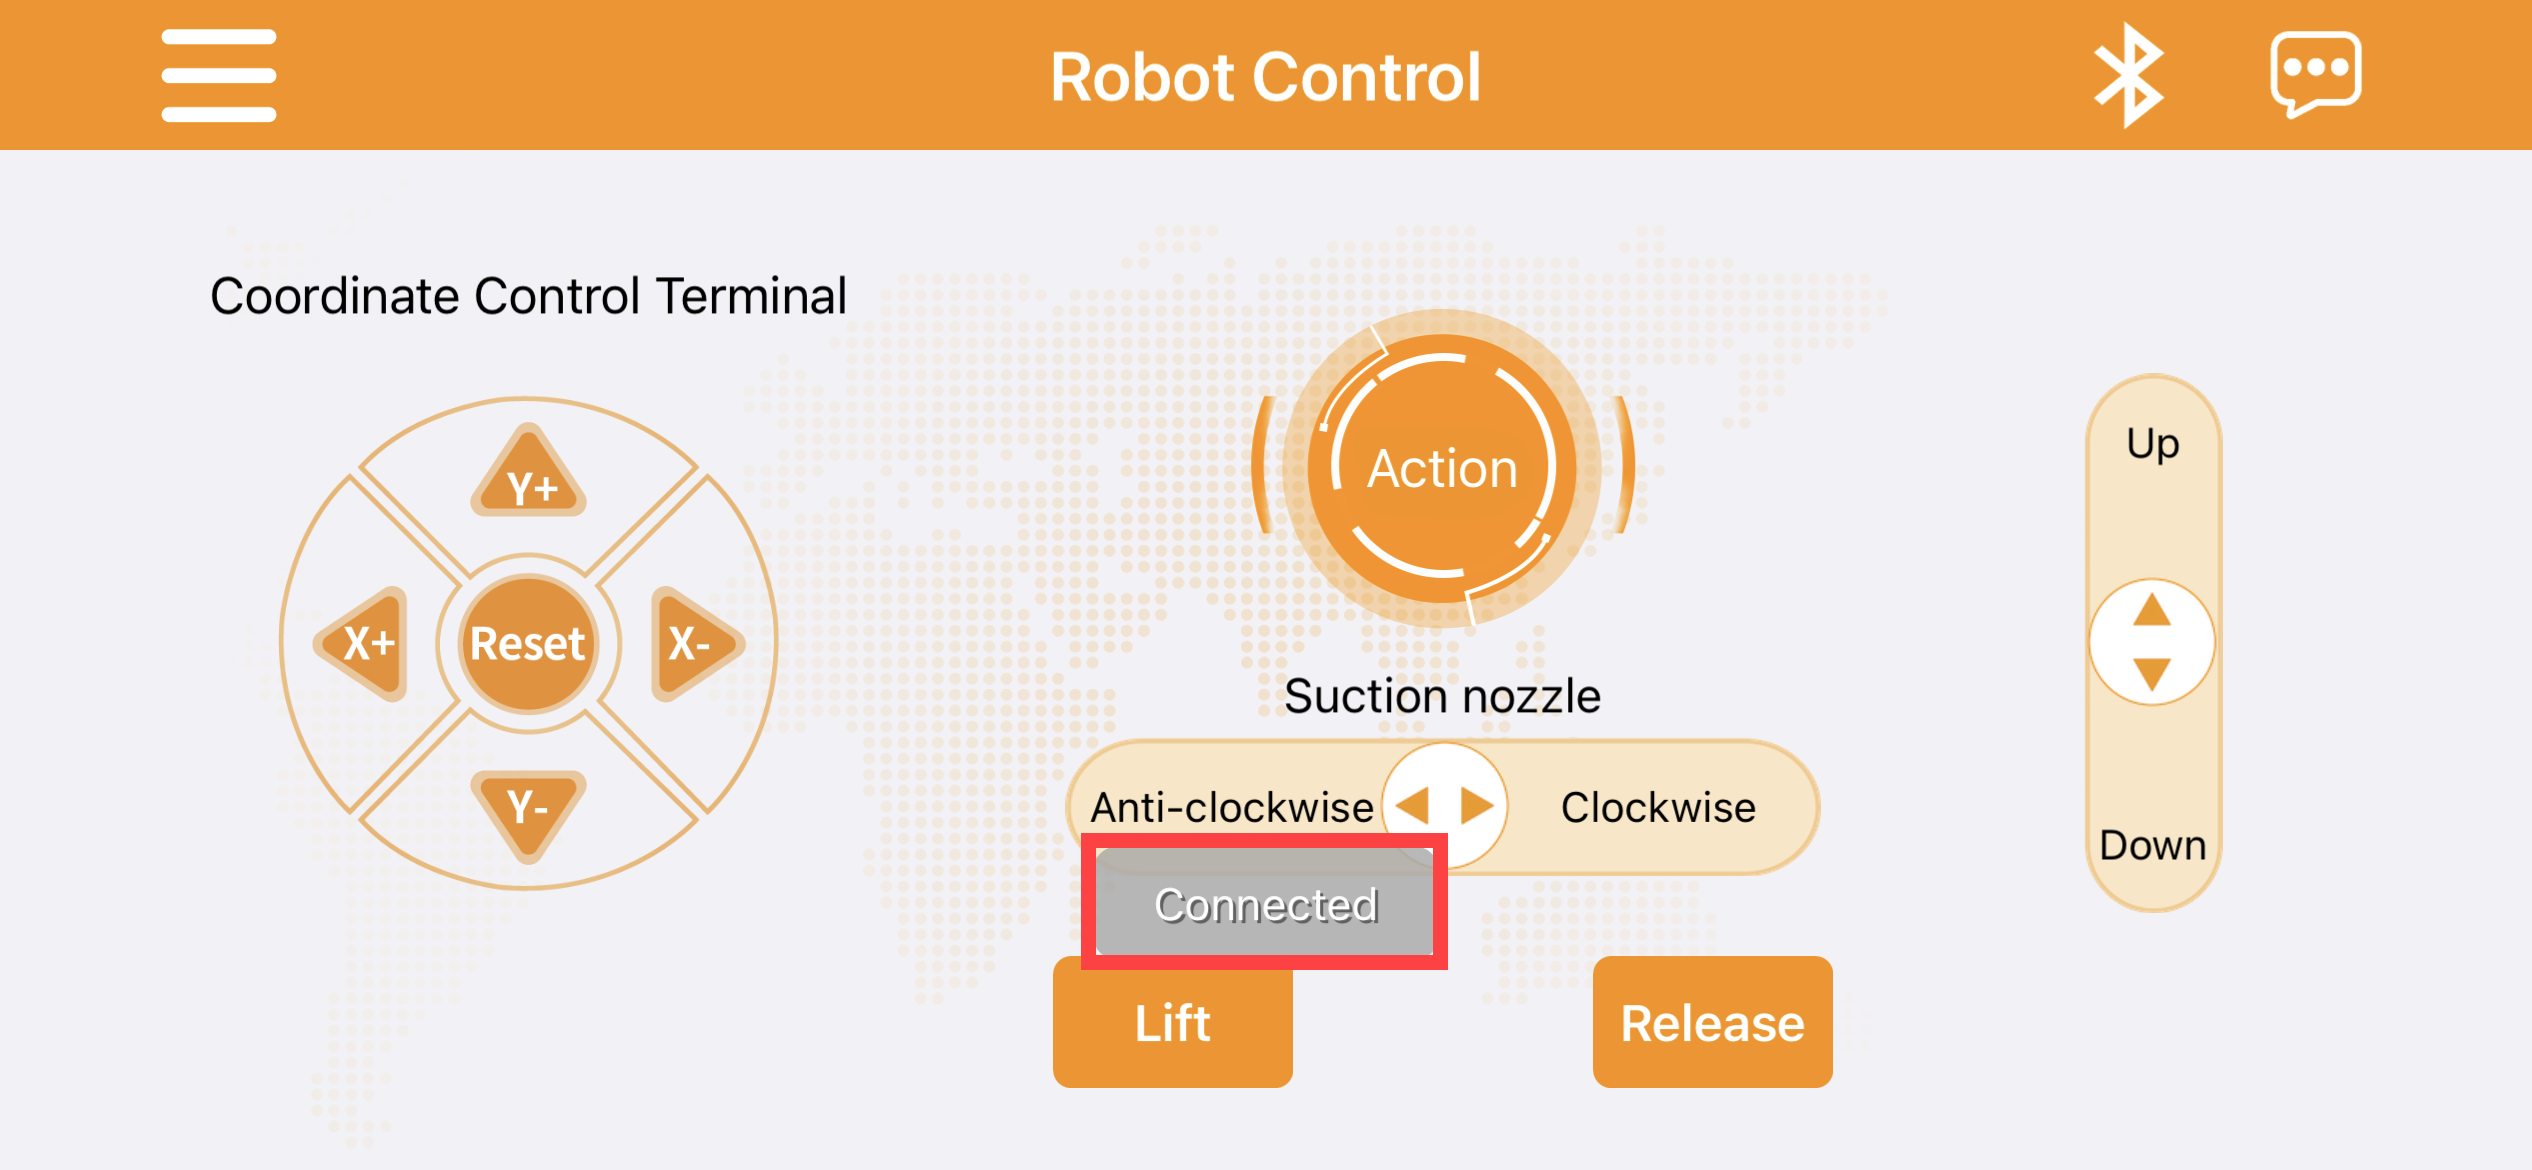 Robot Control
Coordinate Control Terminal
Y+
X+
Reset
X-
Y-
Action
Suction nozzle
Anti-clockwise
Clockwise
Connected
Lift
Release
Up
Down